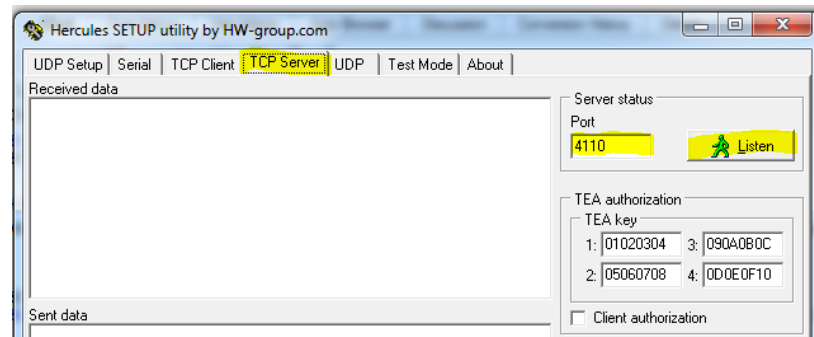 Hercules SETUP utility by HW-group.com
UDP Setup Serial TCP Client TCP Server UDP Test Mode About
Received data
Server status
Port
4110 Listen
TEA authorization
TEA key
1: 01020304 3: 090A0B0C
2: 05060708 4: 0D0E0F10
Client authorization
Sent data